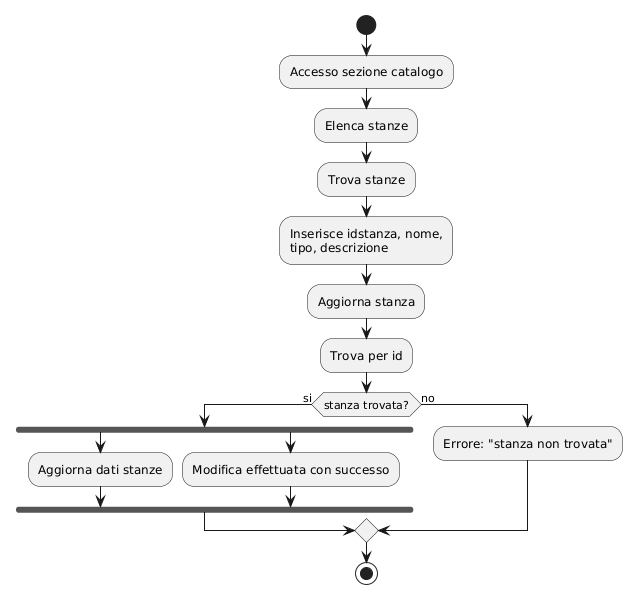 Accesso sezione catalogo
Elenca stanze
Trova stanze
Inserisce idstanza, nome,
tipo, descrizione
Aggiorna stanza
Trova per id
si
stanza trovata?
no
Aggiorna dati stanze
Modifica effettuata con successo
Errore: "stanza non trovata"